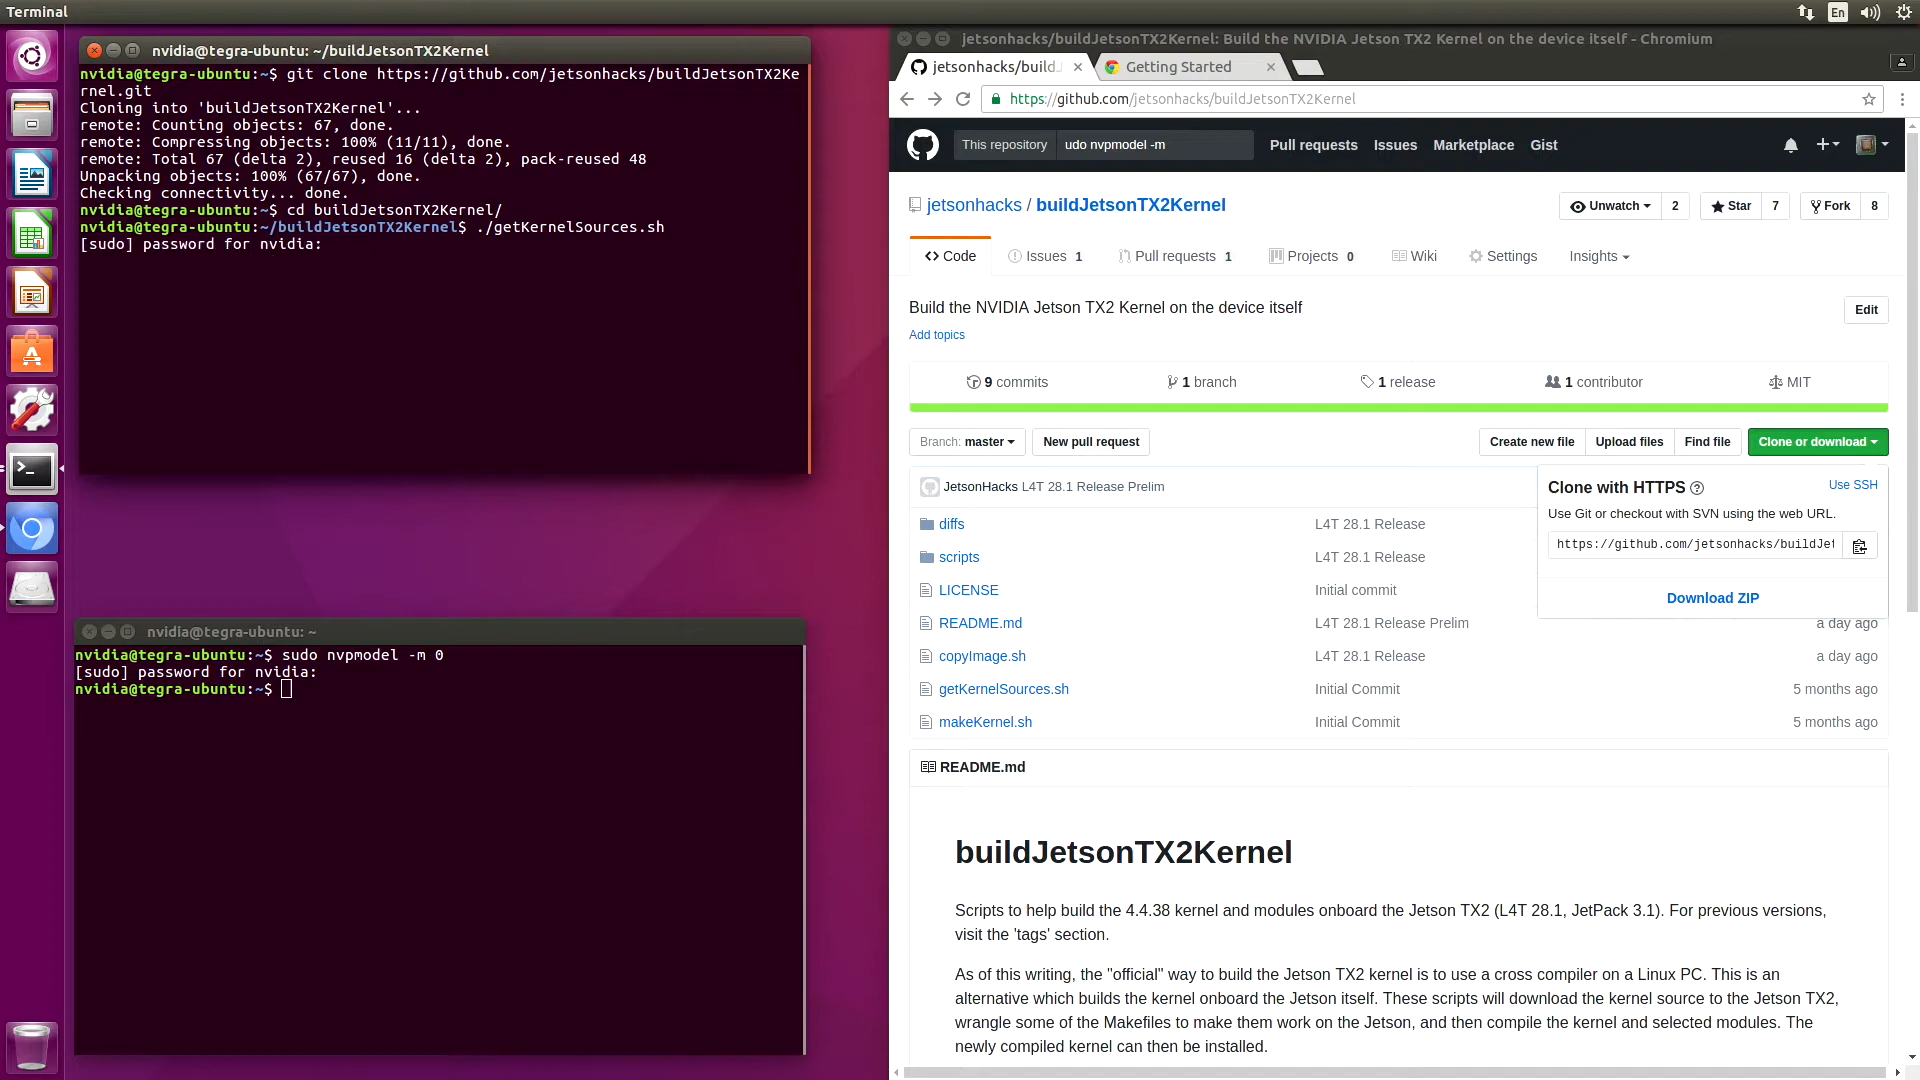 Terminal
En
nvidia@tegra-ubuntu: ~/buildJetsonTX2Kernel
nvidia@tegra-ubuntu:~$ git clone https://github.com/jetsonhacks/buildJetsonTX2Ke
rnel.git
Cloning into 'buildJetsonTX2Kernel'...
remote: Counting objects: 67, done.
remote: Compressing objects: 100% (11/11), done.
remote: Total 67 (delta 2), reused 16 (delta 2), pack-reused 48
Unpacking objects: 100% (67/67), done.
Checking connectivity... done.
nvidia@tegra-ubuntu:~$ cd buildJetsonTX2Kernel/
nvidia@tegra-ubuntu:~/buildJetsonTX2Kernel$ ./getKernelSources.sh
[sudo] password for nvidia:
nvidia@tegra-ubuntu: ~
nvidia@tegra-ubuntu:~$ sudo nvpmodel -m 0
[sudo] password for nvidia:
nvidia@tegra-ubuntu:~$
jetsonhacks/buildJetsonTX2Kernel: Build the NVIDIA Jetson TX2 Kernel on the device itself - Chromium
jetsonhacks/build
Getting Started
https://github.com/jetsonhacks/buildJetsonTX2Kernel
This repository udo nvpmodel -m Pull requests Issues Marketplace Gist
jetsonhacks / buildJetsonTX2Kernel
Unwatch 2 Star 7 Fork 8
Code Issues 1 Pull requests 1 Projects 0 Wiki Settings Insights
Build the NVIDIA Jetson TX2 Kernel on the device itself
Edit
Add topics
9 commits 1 branch 1 release 1 contributor MIT
Branch: master New pull request Create new file Upload files Find file Clone or download
JetsonHacks L4T 28.1 Release Prelim
diffs L4T 28.1 Release
scripts L4T 28.1 Release
LICENSE Initial commit
README.md L4T 28.1 Release Prelim a day ago
copyImage.sh L4T 28.1 Release a day ago
getKernelSources.sh Initial Commit 5 months ago
makeKernel.sh Initial Commit 5 months ago
Clone with HTTPS Use SSH
Use Git or checkout with SVN using the web URL.
https://github.com/jetsonhacks/buildJet
Download ZIP
README.md
buildJetsonTX2Kernel
Scripts to help build the 4.4.38 kernel and modules onboard the Jetson TX2 (L4T 28.1, JetPack 3.1). For previous versions,
visit the 'tags' section.
As of this writing, the "official" way to build the Jetson TX2 kernel is to use a cross compiler on a Linux PC. This is an
alternative which builds the kernel onboard the Jetson itself. These scripts will download the kernel source to the Jetson TX2,
wrangle some of the Makefiles to make them work on the Jetson, and then compile the kernel and selected modules. The
newly compiled kernel can then be installed.